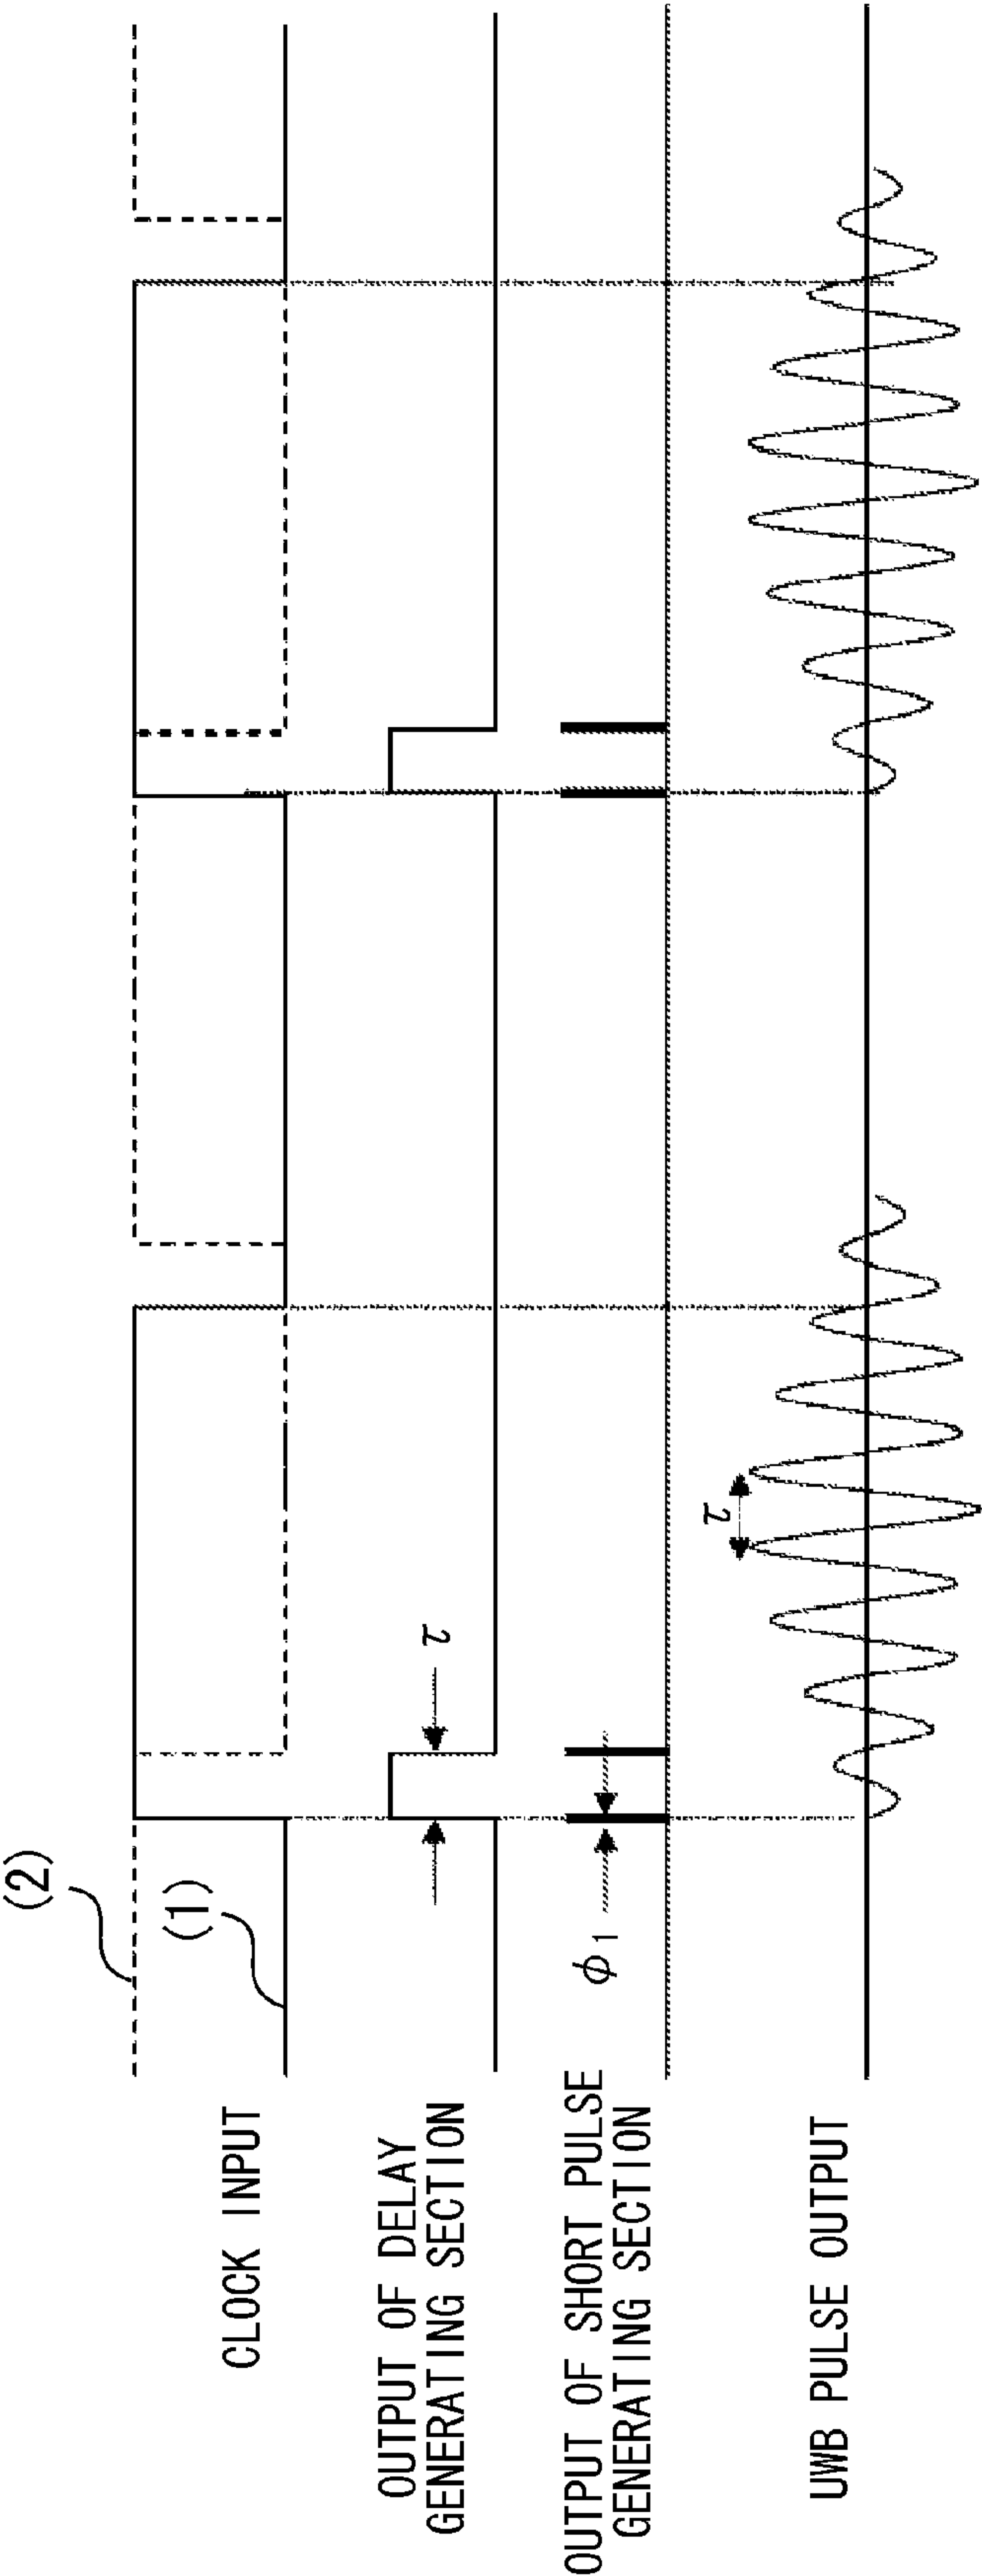 (2)
(1)
CLOCK INPUT
τ
OUTPUT OF DELAY
GENERATING SECTION
φ1
OUTPUT OF SHORT PULSE
GENERATING SECTION
τ
UWB PULSE OUTPUT